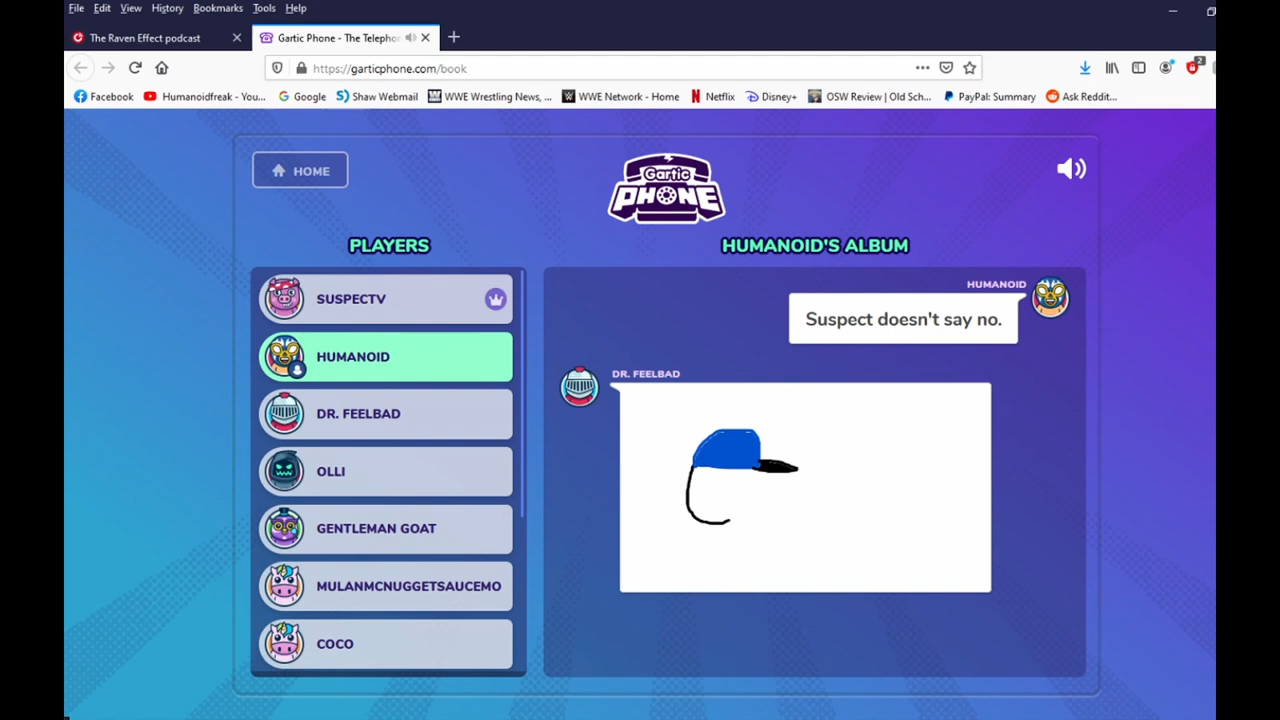 File Edit View History Bookmarks Tools Help
The Raven Effect podcast
Gartic Phone - The Telepho
https://garticphone.com/book
2
Facebook Humanoidfreak - You... Google Shaw Webmail WWE Wrestling News, ... WWE Network - Home Netflix Disney+ OSW Review | Old Sch... PayPal: Summary Ask Reddit...
HOME
Gartic
PHONE
PLAYERS
SUSPECTV
HUMANOID
DR. FEELBAD
OLLI
GENTLEMAN GOAT
MULANMCNUGGETSAUCEMO
COCO
HUMANOID'S ALBUM
HUMANOID
Suspect doesn't say no.
DR. FEELBAD